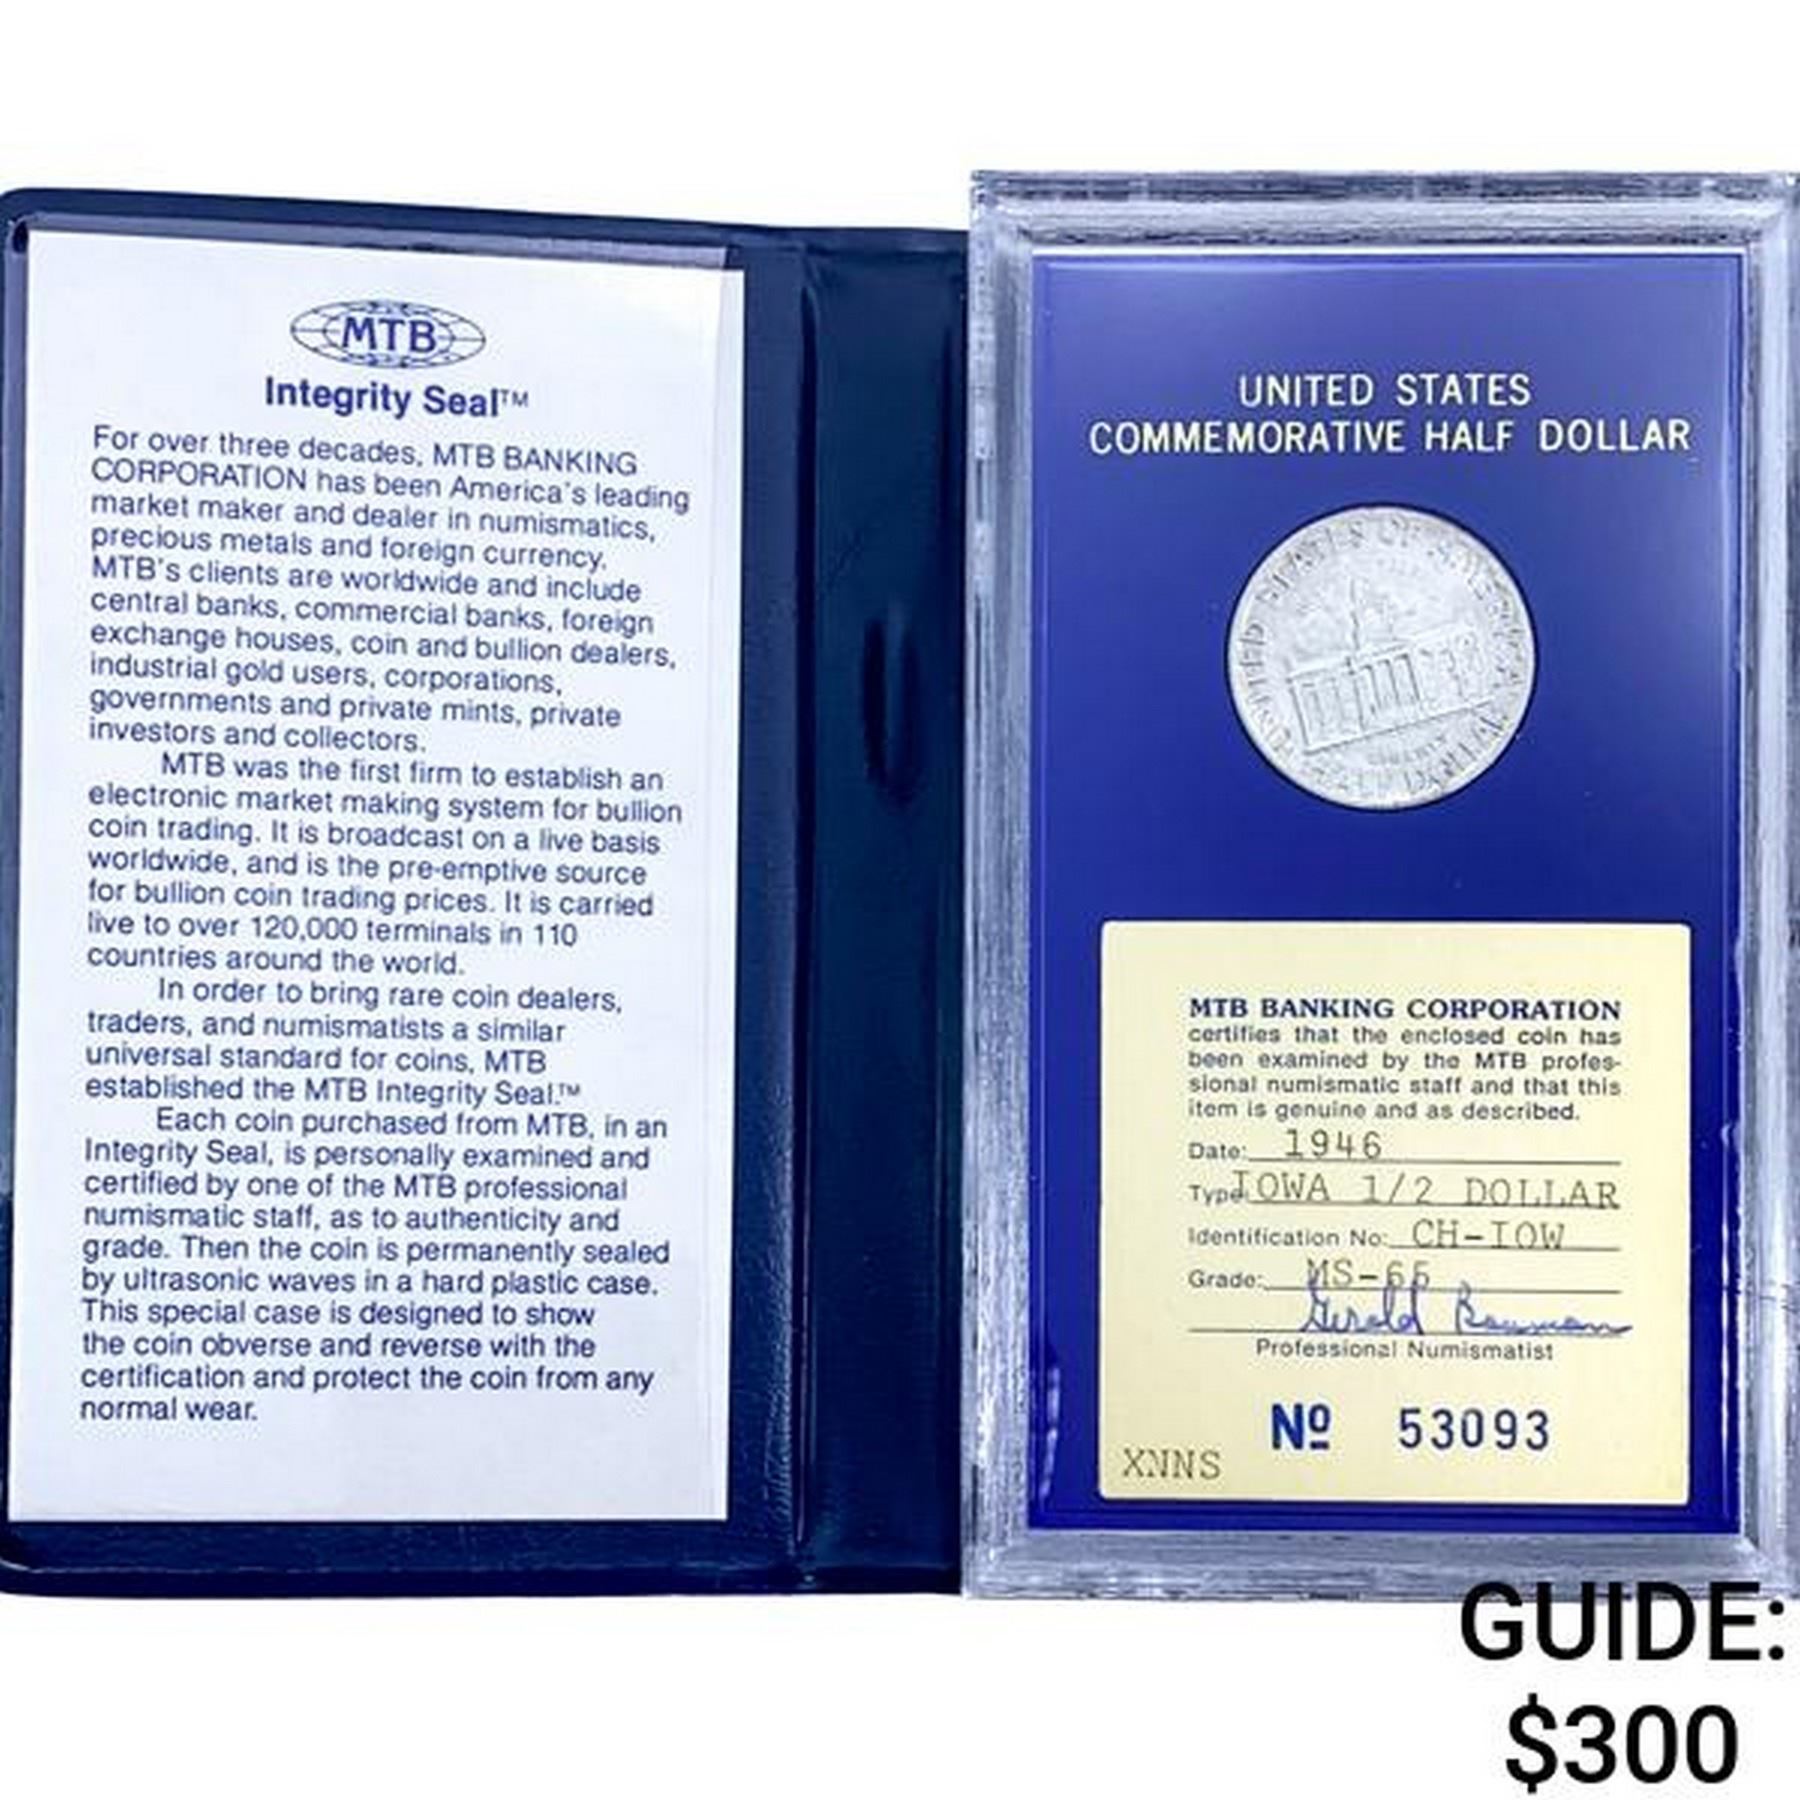 MTB
Integrity Seal™
For over three decades, MTB BANKING
CORPORATION has been America's leading
market maker and dealer in numismatics,
precious metals and foreign currency.
MTB's clients are worldwide and include
central banks, commercial banks, foreign
exchange houses, coin and bullion dealers,
industrial gold users, corporations,
governments and private mints, private
investors and collectors.
MTB was the first firm to establish an
electronic market making system for bullion
coin trading. It is broadcast on a live basis
worldwide, and is the pre-emptive source
for bullion coin trading prices. It is carried
live to over 120,000 terminals in 110
countries around the world.
In order to bring rare coin dealers,
traders, and numismatists a similar
universal standard for coins, MTB
established the MTB Integrity Seal.™
Each coin purchased from MTB, in an
Integrity Seal, is personally examined and
certified by one of the MTB professional
numismatic staff, as to authenticity and
grade. Then the coin is permanently sealed
by ultrasonic waves in a hard plastic case.
This special case is designed to show
the coin obverse and reverse with the
certification and protect the coin from any
normal wear.
UNITED STATES
COMMEMORATIVE HALF DOLLAR
UNITED STATES OF AMERICA
HALF DOLLAR
MTB BANKING CORPORATION
certifies that the enclosed coin has
been examined by the MTB profes-
sional numismatic staff and that this
item is genuine and as described.
Date: 1946
Type IOWA 1/2 DOLLAR
Identification No: CH-IOW
Grade: MS-65
Gerald Bauman
Professional Numismatist
Nº 53093
XNNS
GUIDE:
$300